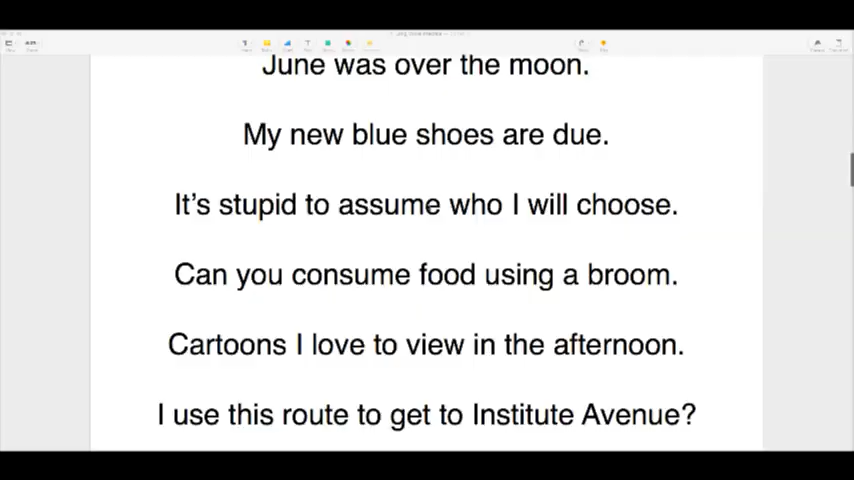 June was over the moon.
My new blue shoes are due.
It's stupid to assume who I will choose.
Can you consume food using a broom.
Cartoons I love to view in the afternoon.
I use this route to get to Institute Avenue?